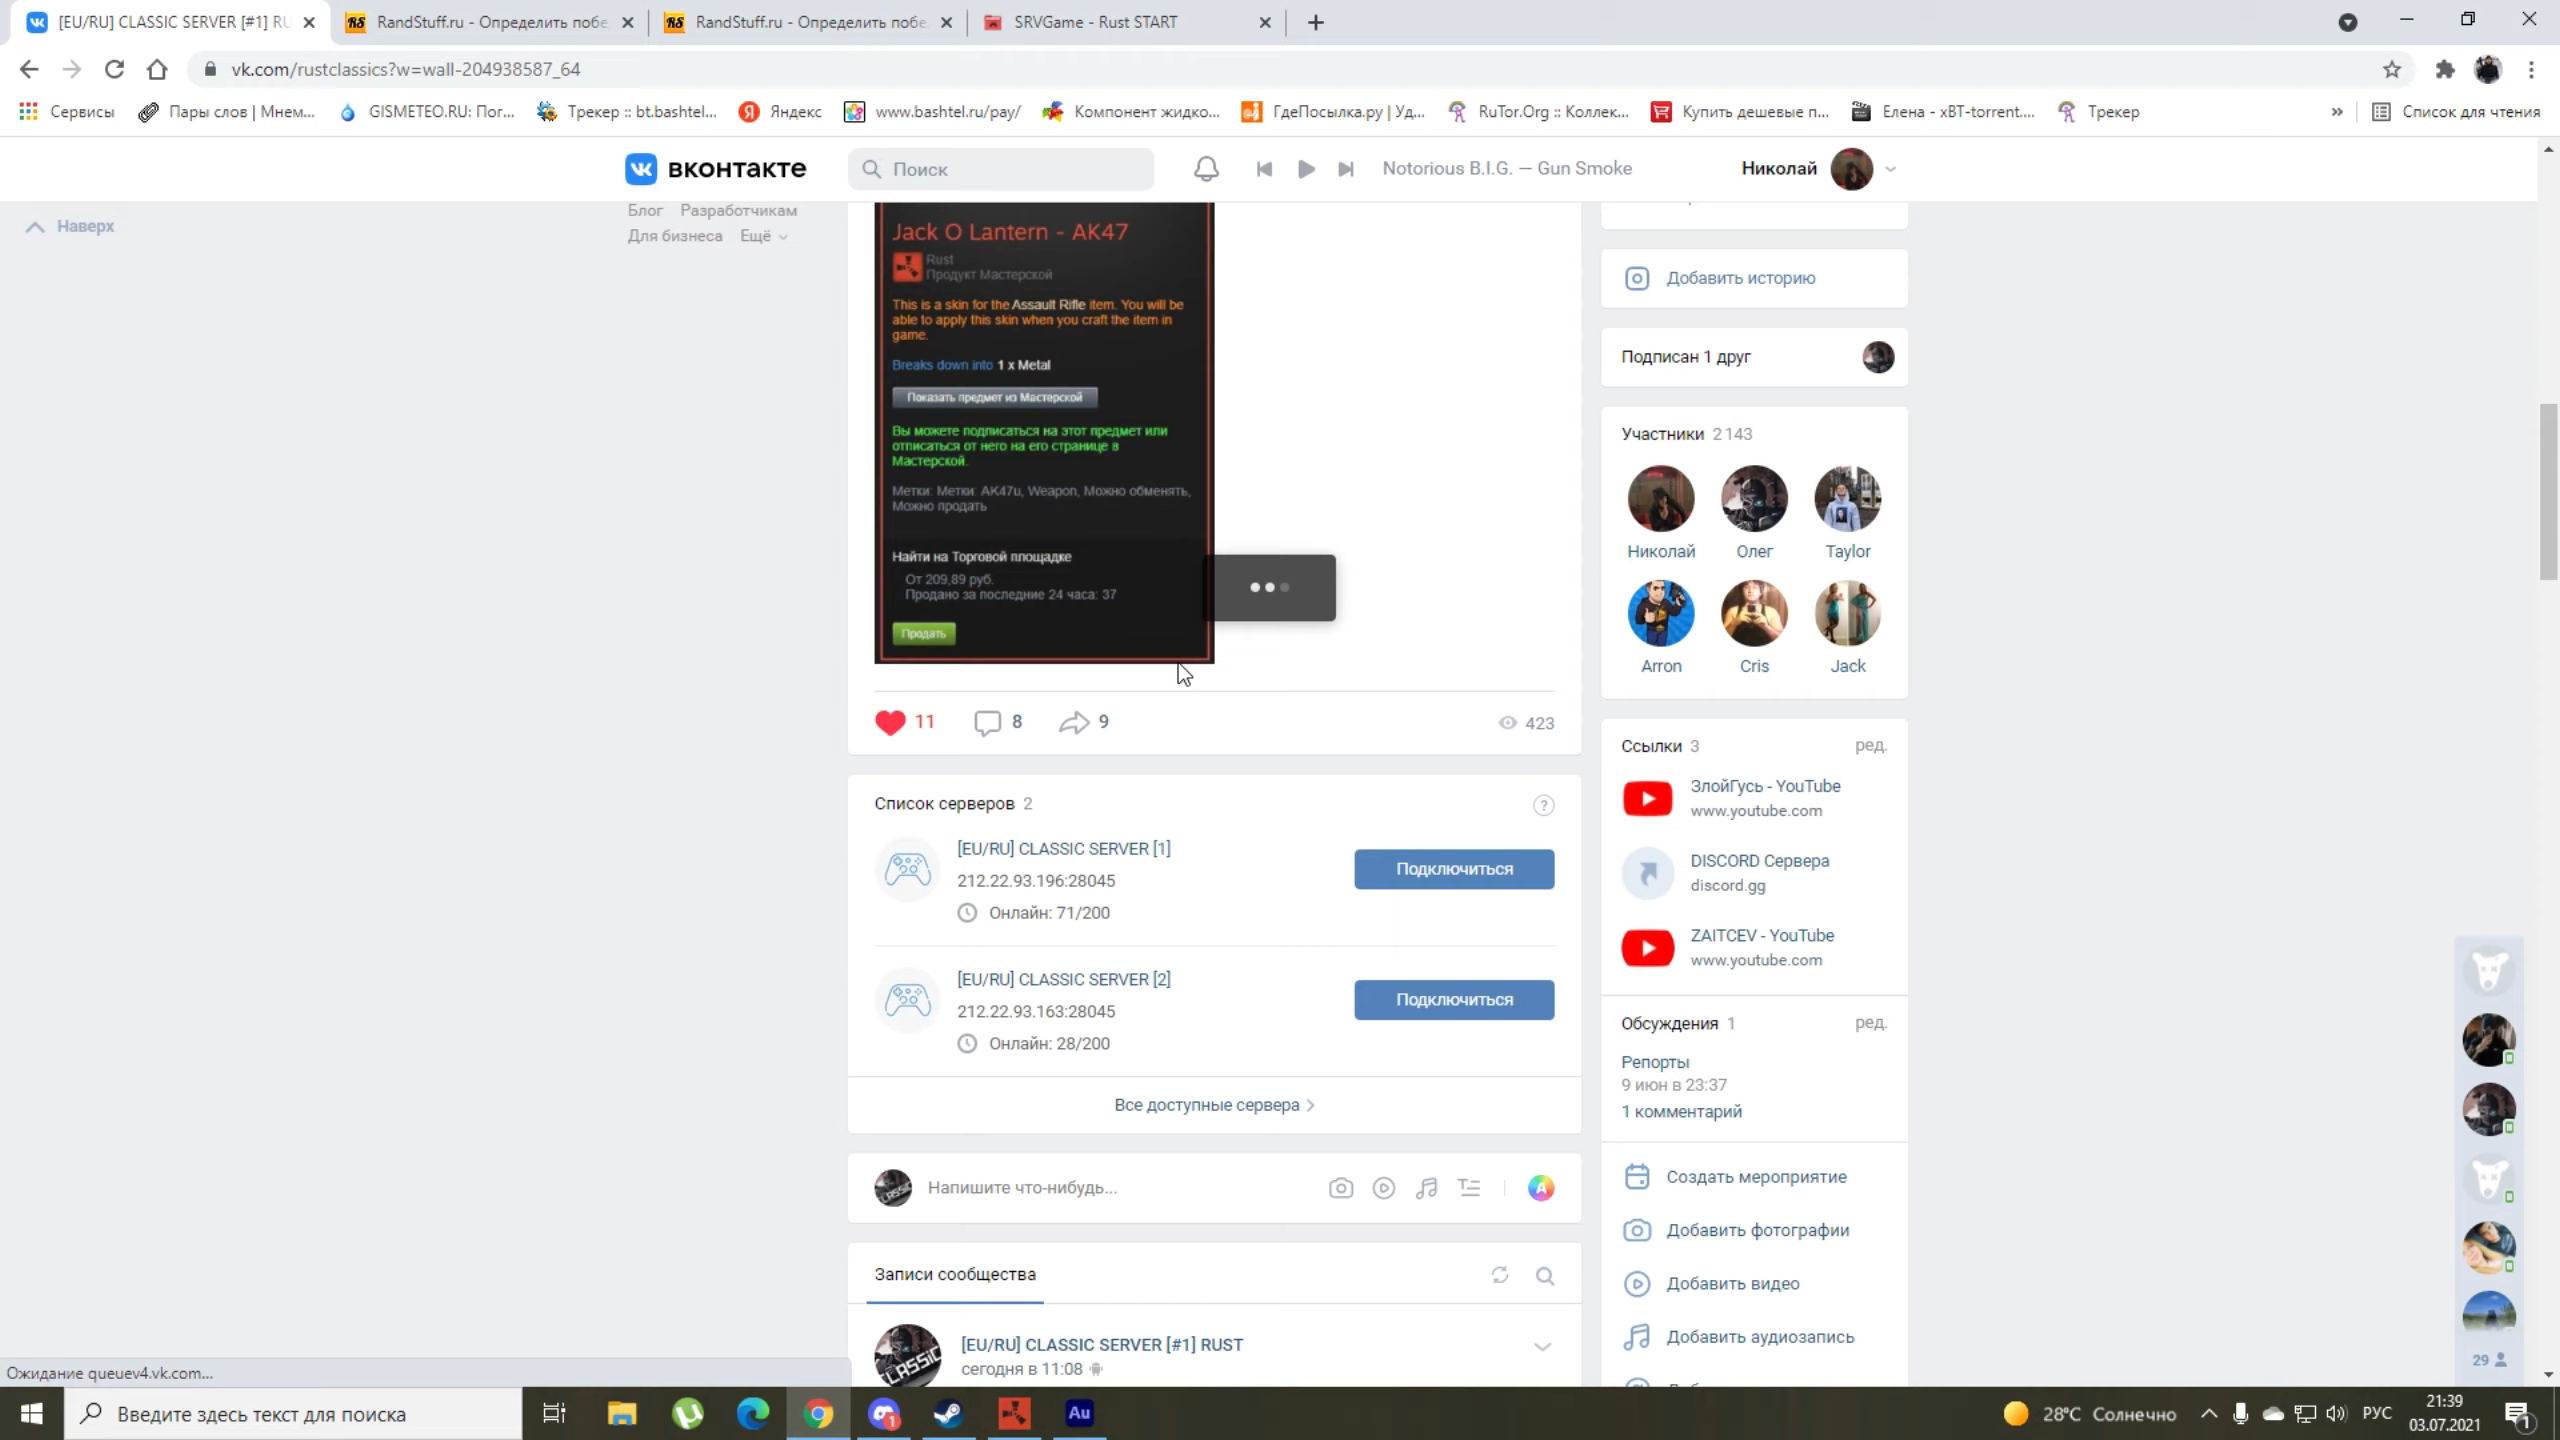 [EU/RU] CLASSIC SERVER [#1] RU
RandStuff.ru - Определить побе
RandStuff.ru - Определить побе
SRVGame - Rust START
vk.com/rustclassics?w=wall-204938587_64
Сервисы
Пары слов | Мнем...
GISMETEO.RU: Пог...
Трекер :: bt.bashtel...
Яндекс
www.bashtel.ru/pay/
Компонент жидко...
ГдеПосылка.ру | Уд...
RuTor.Org :: Коллек...
Купить дешевые п...
Елена - xBT-torrent....
Трекер
»
Список для чтения
вконтакте
Поиск
Notorious B.I.G. — Gun Smoke
Николай
Наверх
Блог Разработчикам
Для бизнеса Ещё
Jack O Lantern - AK47
Rust
Продукт Мастерской
This is a skin for the Assault Rifle item. You will be
able to apply this skin when you craft the item in
game.
Breaks down into 1 x Metal
Показать предмет из Мастерской
Вы можете подписаться на этот предмет или
отписаться от него на его странице в
Мастерской.
Метки: Метки: AK47u, Weapon, Можно обменять,
Можно продать
Найти на Торговой площадке
От 209,89 руб.
Продано за последние 24 часа: 37
Продать
11
8
9
423
Список серверов 2
?
[EU/RU] CLASSIC SERVER [1]
212.22.93.196:28045
Онлайн: 71/200
Подключиться
[EU/RU] CLASSIC SERVER [2]
212.22.93.163:28045
Онлайн: 28/200
Подключиться
Все доступные сервера
Напишите что-нибудь...
A
Записи сообщества
[EU/RU] CLASSIC SERVER [#1] RUST
сегодня в 11:08
Добавить историю
Подписан 1 друг
Участники 2 143
Николай
Олег
Taylor
Arron
Cris
Jack
Ссылки 3
ред.
ЗлойГусь - YouTube
www.youtube.com
DISCORD Сервера
discord.gg
ZAITCEV - YouTube
www.youtube.com
Обсуждения 1
ред.
Репорты
9 июн в 23:37
1 комментарий
Создать мероприятие
Добавить фотографии
Добавить видео
Добавить аудиозапись
29
Ожидание queuev4.vk.com...
Введите здесь текст для поиска
1
Au
28°C Солнечно
РУС
21:39
03.07.2021
1